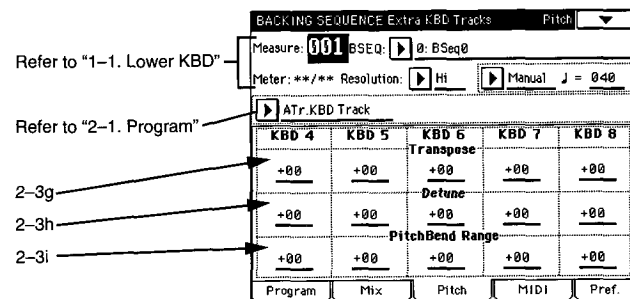 BACKING SEQUENCE Extra KBD Tracks Pitch
Measure: 001 BSEQ: 0: BSeq0
Refer to “1–1. Lower KBD”
Meter: **/** Resolution: Hi Manual ♩ = 040
ATr.KBD Track
Refer to “2–1. Program”
KBD 4 KBD 5 KBD 6 KBD 7 KBD 8
Transpose
2–3g +00 +00 +00 +00 +00
Detune
2–3h +00 +00 +00 +00 +00
PitchBend Range
2–3i +00 +00 +00 +00 +00
Program Mix Pitch MIDI Pref.